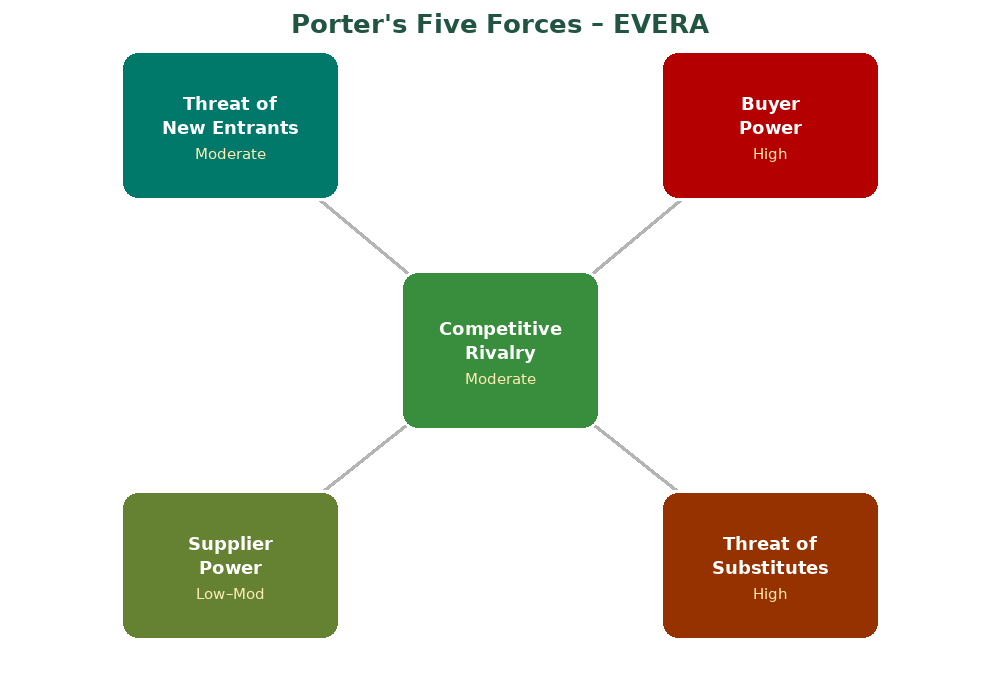 Porter's Five Forces – EVERA
Threat of
New Entrants
Moderate
Buyer
Power
High
Competitive
Rivalry
Moderate
Supplier
Power
Low–Mod
Threat of
Substitutes
High